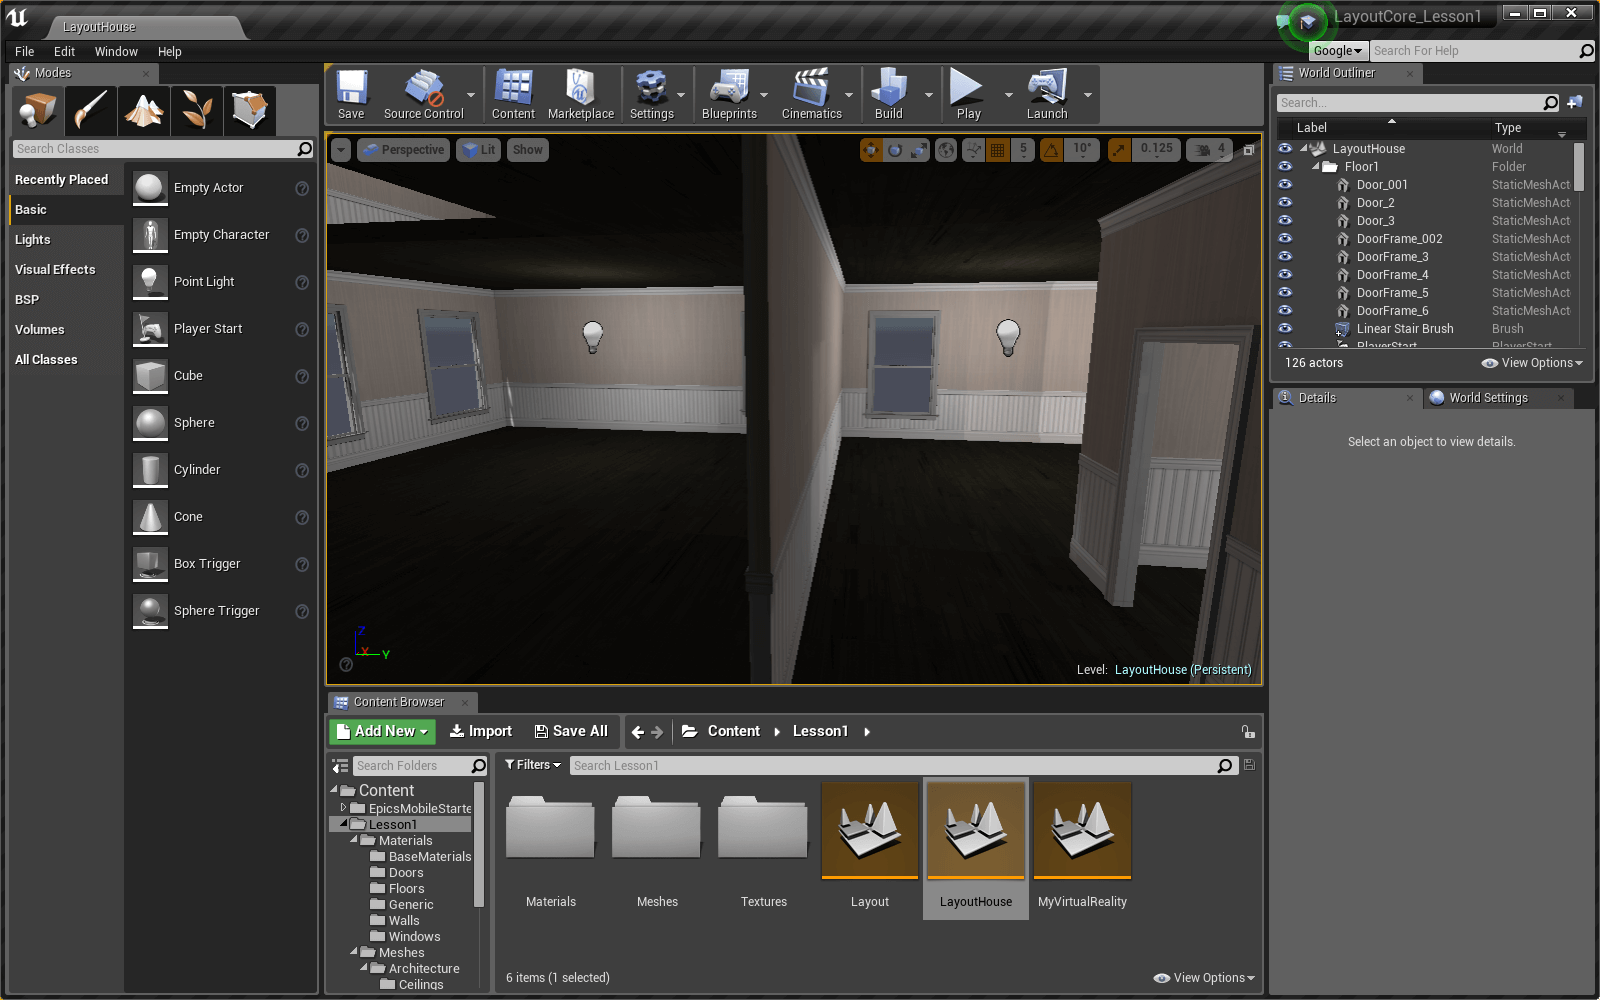 LayoutHouse
LayoutCore_Lesson1
File Edit Window Help
Google
Search For Help
Modes
Search Classes
Recently Placed
Basic
Lights
Visual Effects
BSP
Volumes
All Classes
Empty Actor
Empty Character
Point Light
Player Start
Cube
Sphere
Cylinder
Cone
Box Trigger
Sphere Trigger
Save
Source Control
Content
Marketplace
Settings
Blueprints
Cinematics
Build
Play
Launch
Perspective
Lit
Show
5
10°
0.125
4
Z
X
Y
Level: LayoutHouse (Persistent)
World Outliner
Search...
Label Type
LayoutHouse World
Floor1 Folder
Door_001 StaticMeshAct
Door_2 StaticMeshAct
Door_3 StaticMeshAct
DoorFrame_002 StaticMeshAct
DoorFrame_3 StaticMeshAct
DoorFrame_4 StaticMeshAct
DoorFrame_5 StaticMeshAct
DoorFrame_6 StaticMeshAct
Linear Stair Brush Brush
PlayerStart PlayerStart
126 actors
View Options
Details
World Settings
Select an object to view details.
Content Browser
Add New
Import
Save All
Content
Lesson1
Search Folders
Content
EpicsMobileStarte
Lesson1
Materials
BaseMaterials
Doors
Floors
Generic
Walls
Windows
Meshes
Architecture
Ceilings
Filters
Search Lesson1
Materials
Meshes
Textures
Layout
LayoutHouse
MyVirtualReality
6 items (1 selected)
View Options